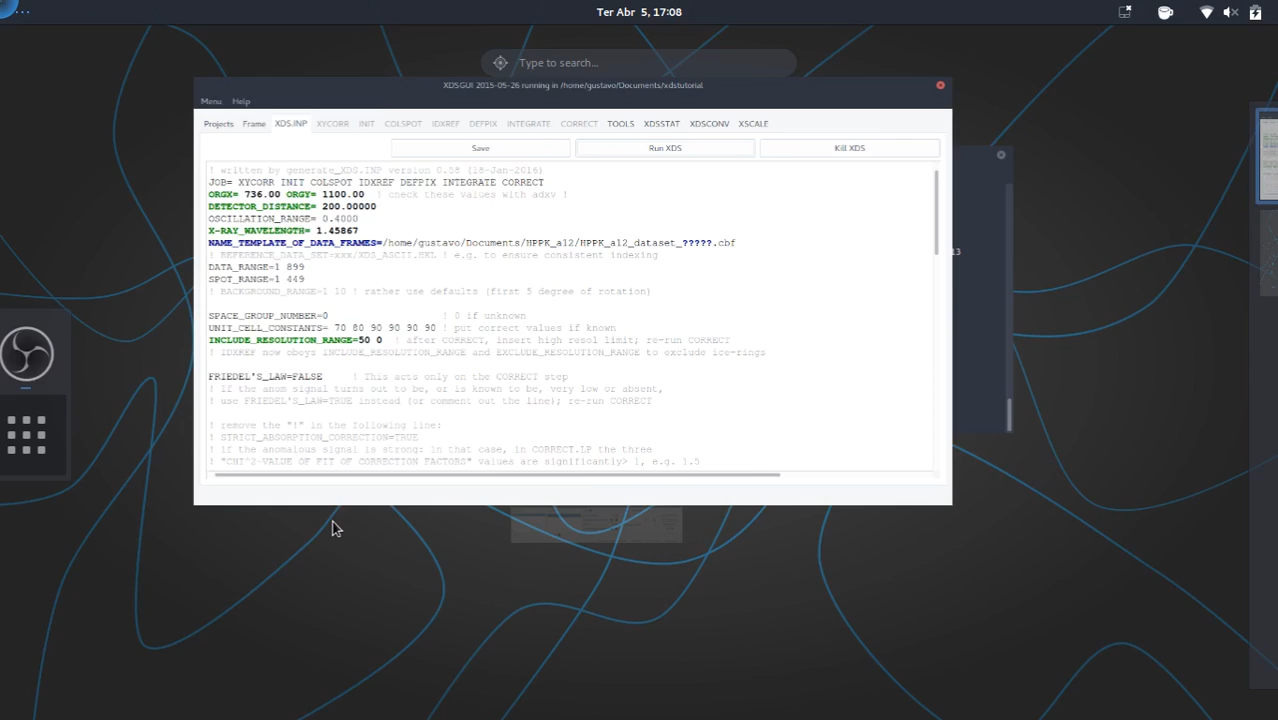 Ter Abr 5, 17:08
Type to search...
XDSGUI 2015-05-26 running in /home/gustavo/Documents/xdstutorial
Menu Help
Projects Frame XDS.INP XYCORR INIT COLSPOT IDXREF DEFPIX INTEGRATE CORRECT TOOLS XDSSTAT XDSCONV XSCALE
Save Run XDS Kill XDS
! written by generate_XDS.INP version 0.58 (18-Jan-2016)
JOB= XYCORR INIT COLSPOT IDXREF DEFPIX INTEGRATE CORRECT
ORGX= 736.00 ORGY= 1100.00 ! check these values with adxv !
DETECTOR_DISTANCE= 200.00000
OSCILLATION_RANGE= 0.4000
X-RAY_WAVELENGTH= 1.45867
NAME_TEMPLATE_OF_DATA_FRAMES=/home/gustavo/Documents/HPPK_a12/HPPK_a12_dataset_?????.cbf
! REFERENCE_DATA_SET=xxx/XDS_ASCII.HKL ! e.g. to ensure consistent indexing
DATA_RANGE=1 899
SPOT_RANGE=1 449
! BACKGROUND_RANGE=1 10 ! rather use defaults (first 5 degree of rotation)
SPACE_GROUP_NUMBER=0 ! 0 if unknown
UNIT_CELL_CONSTANTS= 70 80 90 90 90 90 ! put correct values if known
INCLUDE_RESOLUTION_RANGE=50 0 ! after CORRECT, insert high resol limit; re-run CORRECT
! IDXREF now obeys INCLUDE_RESOLUTION_RANGE and EXCLUDE_RESOLUTION_RANGE to exclude ice-rings
FRIEDEL'S_LAW=FALSE ! This acts only on the CORRECT step
! If the anom signal turns out to be, or is known to be, very low or absent,
! use FRIEDEL'S_LAW=TRUE instead (or comment out the line); re-run CORRECT
! remove the "!" in the following line:
! STRICT_ABSORPTION_CORRECTION=TRUE
! if the anomalous signal is strong: in that case, in CORRECT.LP the three
! "CHI^2-VALUE OF FIT OF CORRECTION FACTORS" values are significantly> 1, e.g. 1.5
13